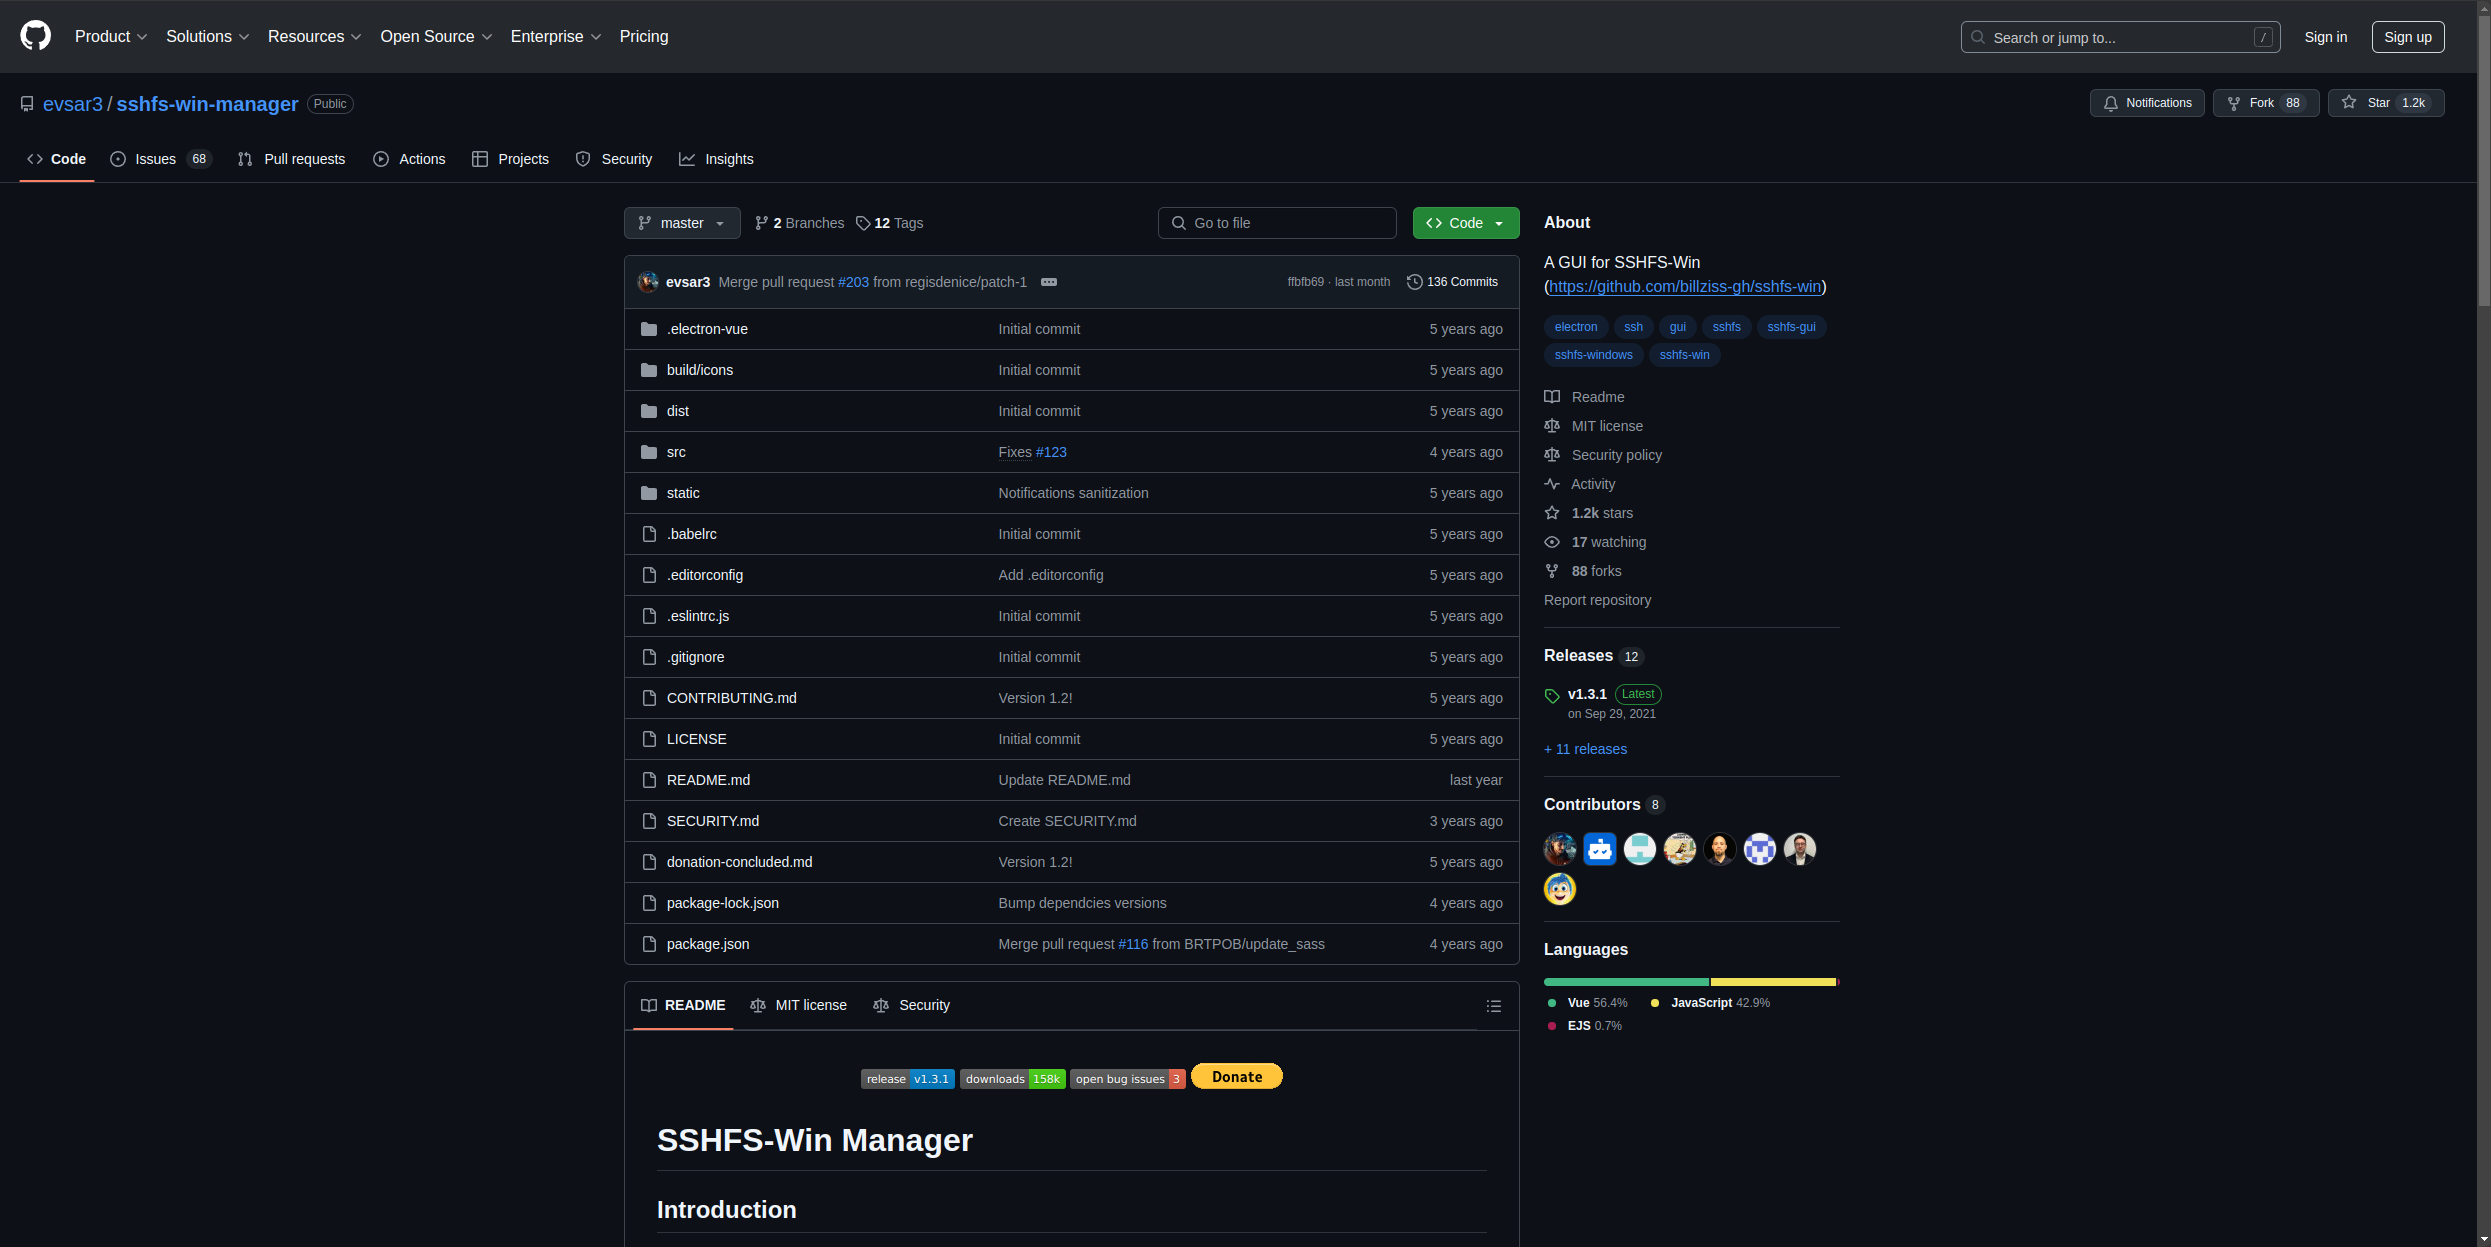 Product Solutions Resources Open Source Enterprise Pricing Search or jump to... / Sign in Sign up
evsar3 / sshfs-win-manager Public Notifications Fork 88 Star 1.2k
Code Issues 68 Pull requests Actions Projects Security Insights
master 2 Branches 12 Tags Go to file Code
evsar3 Merge pull request #203 from regisdenice/patch-1 ffbfb69 · last month 136 Commits
.electron-vue Initial commit 5 years ago
build/icons Initial commit 5 years ago
dist Initial commit 5 years ago
src Fixes #123 4 years ago
static Notifications sanitization 5 years ago
.babelrc Initial commit 5 years ago
.editorconfig Add .editorconfig 5 years ago
.eslintrc.js Initial commit 5 years ago
.gitignore Initial commit 5 years ago
CONTRIBUTING.md Version 1.2! 5 years ago
LICENSE Initial commit 5 years ago
README.md Update README.md last year
SECURITY.md Create SECURITY.md 3 years ago
donation-concluded.md Version 1.2! 5 years ago
package-lock.json Bump dependcies versions 4 years ago
package.json Merge pull request #116 from BRTPOB/update_sass 4 years ago
README MIT license Security
release v1.3.1 downloads 158k open bug issues 3 Donate
SSHFS-Win Manager
Introduction
About
A GUI for SSHFS-Win
(https://github.com/billziss-gh/sshfs-win)
electron ssh gui sshfs sshfs-gui
sshfs-windows sshfs-win
Readme
MIT license
Security policy
Activity
1.2k stars
17 watching
88 forks
Report repository
Releases 12
v1.3.1 Latest
on Sep 29, 2021
+ 11 releases
Contributors 8
Languages
Vue 56.4% JavaScript 42.9%
EJS 0.7%